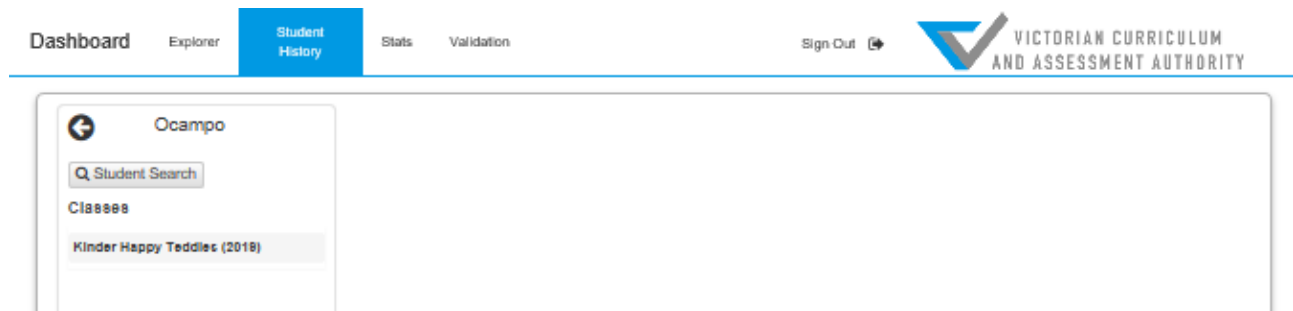 Dashboard Explorer Student History Stats Validation Sign Out
VICTORIAN CURRICULUM
AND ASSESSMENT AUTHORITY
Ocampo
Student Search
Classes
Kinder Happy Teddies (2019)